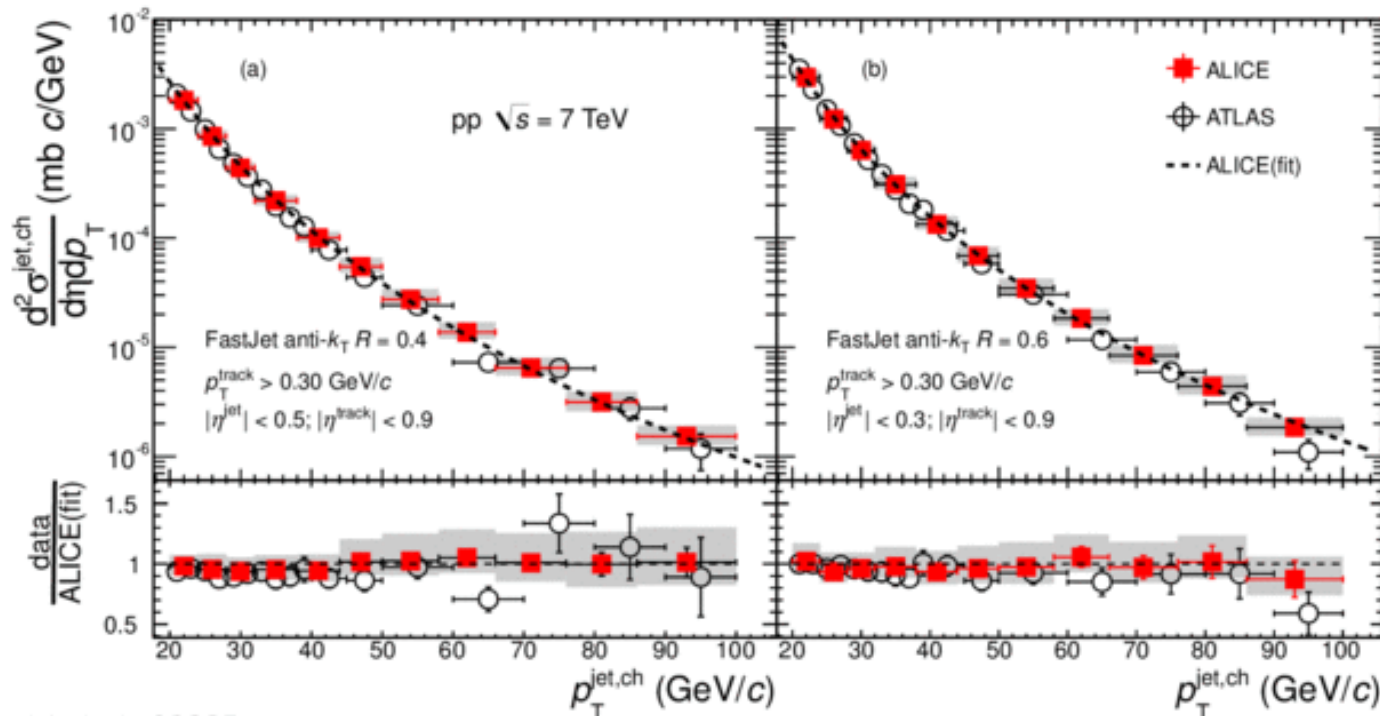 d²σ^jet,ch / dηdp_T (mb c/GeV)
10⁻²
10⁻³
10⁻⁴
10⁻⁵
10⁻⁶
(a)
pp √s = 7 TeV
FastJet anti-k_T R = 0.4
p_T^track > 0.30 GeV/c
|η^jet| < 0.5; |η^track| < 0.9
(b)
ALICE
ATLAS
ALICE(fit)
FastJet anti-k_T R = 0.6
p_T^track > 0.30 GeV/c
|η^jet| < 0.3; |η^track| < 0.9
data / ALICE(fit)
1.5
1
0.5
20 30 40 50 60 70 80 90 100
20 30 40 50 60 70 80 90 100
p_T^jet,ch (GeV/c)
p_T^jet,ch (GeV/c)